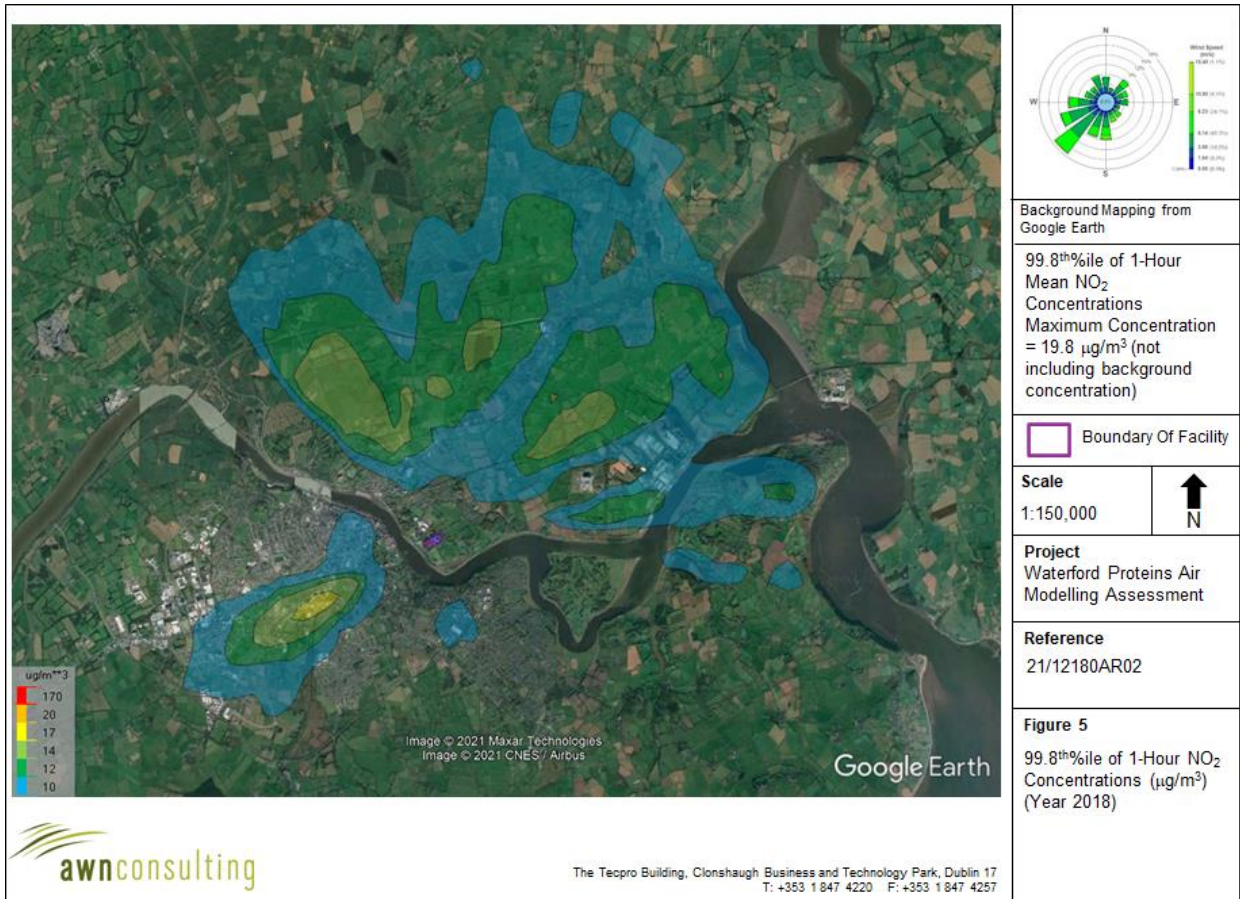 N
W
E
S
Wind Speed
(m/s)
Background Mapping from
Google Earth
99.8th%ile of 1-Hour
Mean NO2
Concentrations
Maximum Concentration
= 19.8 μg/m³ (not
including background
concentration)
Boundary Of Facility
Scale
1:150,000
N
Project
Waterford Proteins Air
Modelling Assessment
Reference
21/12180AR02
Figure 5
99.8th%ile of 1-Hour NO2
Concentrations (μg/m³)
(Year 2018)
ug/m**3
170
20
17
14
12
10
Image © 2021 Maxar Technologies
Image © 2021 CNES / Airbus
Google Earth
awnconsulting
The Tecpro Building, Clonshaugh Business and Technology Park, Dublin 17
T: +353 1 847 4220 F: +353 1 847 4257